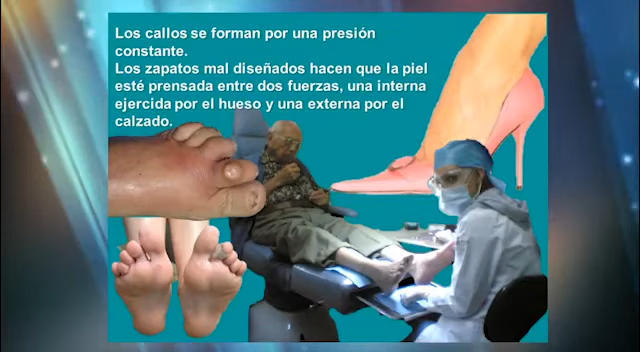 Los callos se forman por una presión
constante.
Los zapatos mal diseñados hacen que la piel
esté prensada entre dos fuerzas, una interna
ejercida por el hueso y una externa por el
calzado.